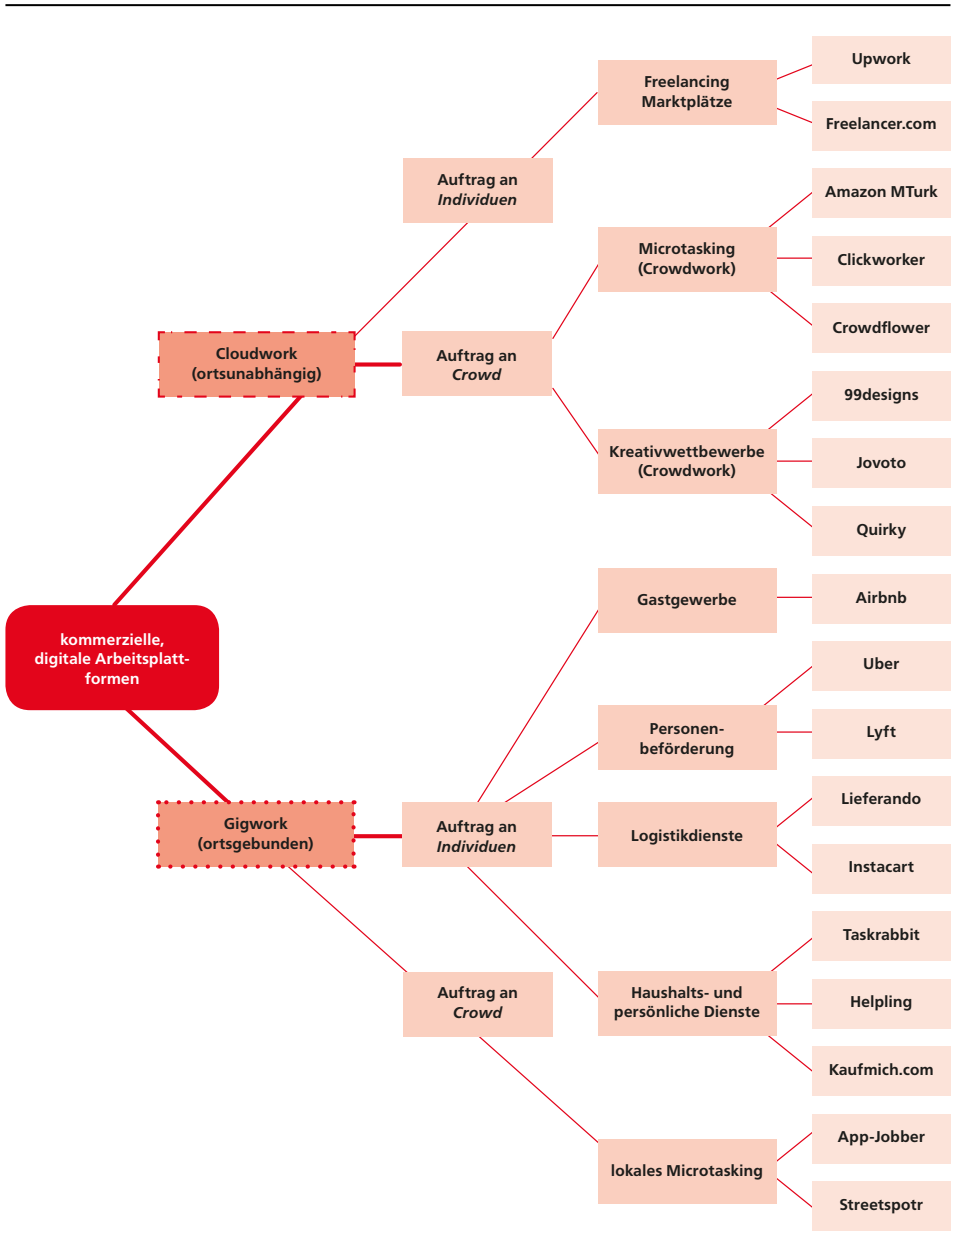 Upwork
Freelancing
Marktplätze
Freelancer.com
Auftrag an
Individuen
Amazon MTurk
Microtasking
(Crowdwork)
Clickworker
Crowdflower
Cloudwork
(ortsunabhängig)
Auftrag an
Crowd
99designs
Kreativwettbewerbe
(Crowdwork)
Jovoto
Quirky
Gastgewerbe
Airbnb
kommerzielle,
digitale Arbeitsplatt-
formen
Uber
Personen-
beförderung
Lyft
Lieferando
Gigwork
(ortsgebunden)
Auftrag an
Individuen
Logistikdienste
Instacart
Taskrabbit
Auftrag an
Crowd
Haushalts- und
persönliche Dienste
Helpling
Kaufmich.com
App-Jobber
lokales Microtasking
Streetspotr